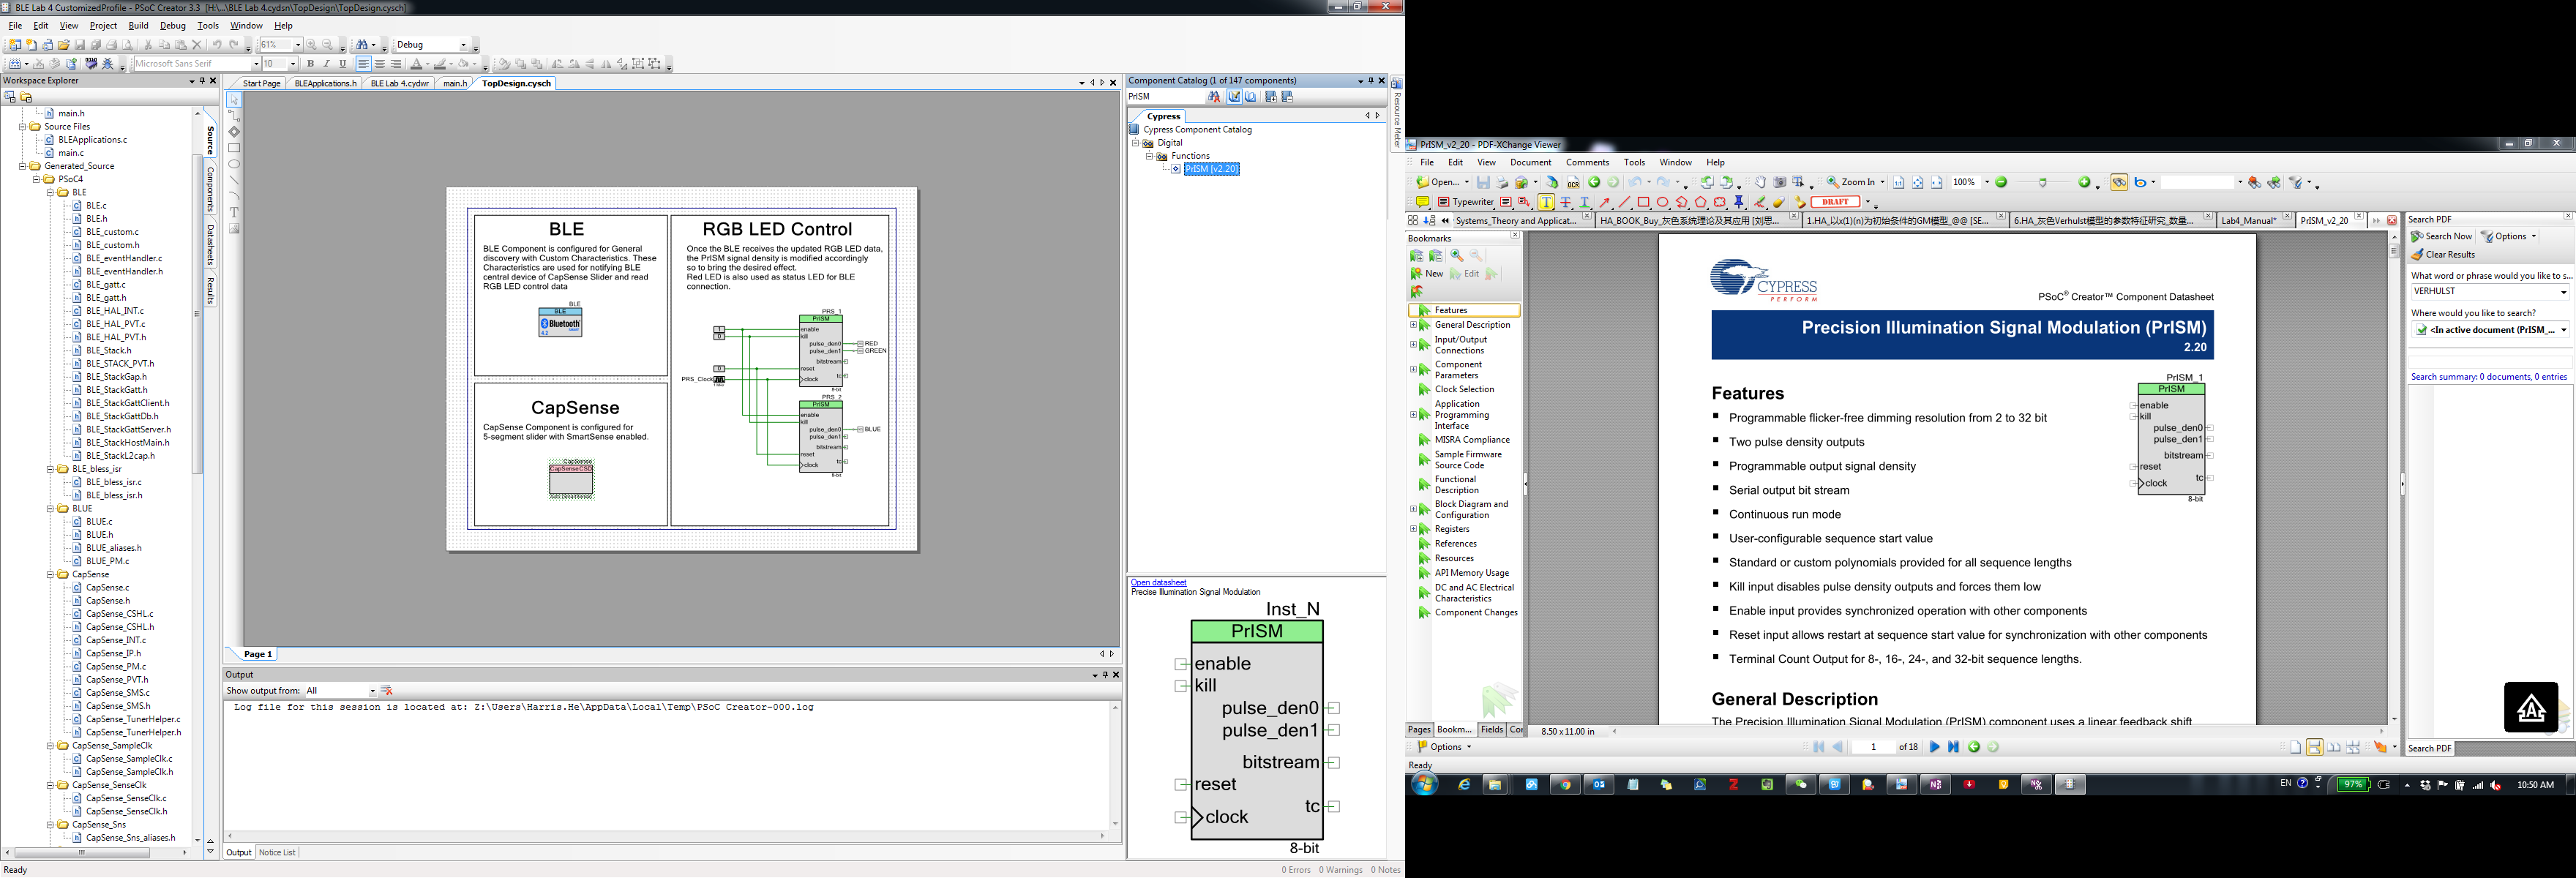 BLE Lab 4 CustomizedProfile - PSoC Creator 3.3 [H:\...\BLE Lab 4.cydsn\TopDesign\TopDesign.cysch]
File Edit View Project Build Debug Tools Window Help
61% Debug
Microsoft Sans Serif 10 B I U
Workspace Explorer
main.h
Source Files
BLEApplications.c
main.c
Generated_Source
PSoC4
BLE
BLE.c
BLE.h
BLE_custom.c
BLE_custom.h
BLE_eventHandler.c
BLE_eventHandler.h
BLE_gatt.c
BLE_gatt.h
BLE_HAL_INT.c
BLE_HAL_PVT.c
BLE_HAL_PVT.h
BLE_Stack.h
BLE_STACK_PVT.h
BLE_StackGap.h
BLE_StackGatt.h
BLE_StackGattClient.h
BLE_StackGattDb.h
BLE_StackGattServer.h
BLE_StackHostMain.h
BLE_StackL2cap.h
BLE_bless_isr
BLE_bless_isr.c
BLE_bless_isr.h
BLUE
BLUE.c
BLUE.h
BLUE_aliases.h
BLUE_PM.c
CapSense
CapSense.c
CapSense.h
CapSense_CSHL.c
CapSense_CSHL.h
CapSense_INT.c
CapSense_IP.h
CapSense_PM.c
CapSense_PVT.h
CapSense_SMS.c
CapSense_SMS.h
CapSense_TunerHelper.c
CapSense_TunerHelper.h
CapSense_SampleClk
CapSense_SampleClk.c
CapSense_SampleClk.h
CapSense_SenseClk
CapSense_SenseClk.c
CapSense_SenseClk.h
CapSense_Sns
CapSense_Sns_aliases.h
Source
Components
Datasheets
Results
Start Page BLEApplications.h BLE Lab 4.cydwr main.h TopDesign.cysch
BLE
BLE Component is configured for General
discovery with Custom Characteristics. These
Characteristics are used for notifying BLE
central device of CapSense Slider and read
RGB LED control data
BLE
BLE
Bluetooth
4.2
CapSense
CapSense Component is configured for
5-segment slider with SmartSense enabled.
CapSense
CapSense CSD
Auto (SmartSense)
RGB LED Control
Once the BLE receives the updated RGB LED data,
the PrISM signal density is modified accordingly
so to bring the desired effect.
Red LED is also used as status LED for BLE
connection.
PRS_1
PrISM
1 enable
0 kill
pulse_den0 RED
pulse_den1 GREEN
bitstream
0 reset
tc
PRS_Clock clock
8-bit
PRS_2
PrISM
enable
kill
pulse_den0 BLUE
pulse_den1
bitstream
reset
tc
clock
8-bit
Page 1
Output
Show output from: All
Log file for this session is located at: Z:\Users\Harris.He\AppData\Local\Temp\PSoC Creator-000.log
Output Notice List
Ready
0 Errors 0 Warnings 0 Notes
Component Catalog (1 of 147 components)
PrISM
Cypress
Cypress Component Catalog
Digital
Functions
PrISM [v2.20]
Resource Meter
Open datasheet
Precise Illumination Signal Modulation
Inst_N
PrISM
enable
kill
pulse_den0
pulse_den1
bitstream
reset
tc
clock
8-bit
PrISM_v2_20 - PDF-XChange Viewer
File Edit View Document Comments Tools Window Help
Open... OCR Zoom In 100%
Typewriter DRAFT
Systems_Theory and Applicat... HA_BOOK_Buy_灰色系统理论及其应用 [刘思... 1.HA_以x(1)(n)为初始条件的GM模型_@@ [SE... 6.HA_灰色Verhulst模型的参数特征研究_数量... Lab4_Manual* PrISM_v2_20
Bookmarks
New Edit
Features
General Description
Input/Output
Connections
Component
Parameters
Clock Selection
Application
Programming
Interface
MISRA Compliance
Sample Firmware
Source Code
Functional
Description
Block Diagram and
Configuration
Registers
References
Resources
API Memory Usage
DC and AC Electrical
Characteristics
Component Changes
Pages Bookm... Fields Cor
Options
Ready
CYPRESS
PERFORM
PSoC® Creator™ Component Datasheet
Precision Illumination Signal Modulation (PrISM)
2.20
Features
Programmable flicker-free dimming resolution from 2 to 32 bit
Two pulse density outputs
Programmable output signal density
Serial output bit stream
Continuous run mode
User-configurable sequence start value
Standard or custom polynomials provided for all sequence lengths
Kill input disables pulse density outputs and forces them low
Enable input provides synchronized operation with other components
Reset input allows restart at sequence start value for synchronization with other components
Terminal Count Output for 8-, 16-, 24-, and 32-bit sequence lengths.
PrISM_1
PrISM
enable
kill
pulse_den0
pulse_den1
bitstream
reset
tc
clock
8-bit
General Description
The Precision Illumination Signal Modulation (PrISM) component uses a linear feedback shift
8.50 x 11.00 in
1 of 18
Search PDF
Search Now Options
Clear Results
What word or phrase would you like to s...
VERHULST
Where would you like to search?
<In active document (PrISM_...
Search summary: 0 documents, 0 entries
Search PDF
EN 97% 10:50 AM